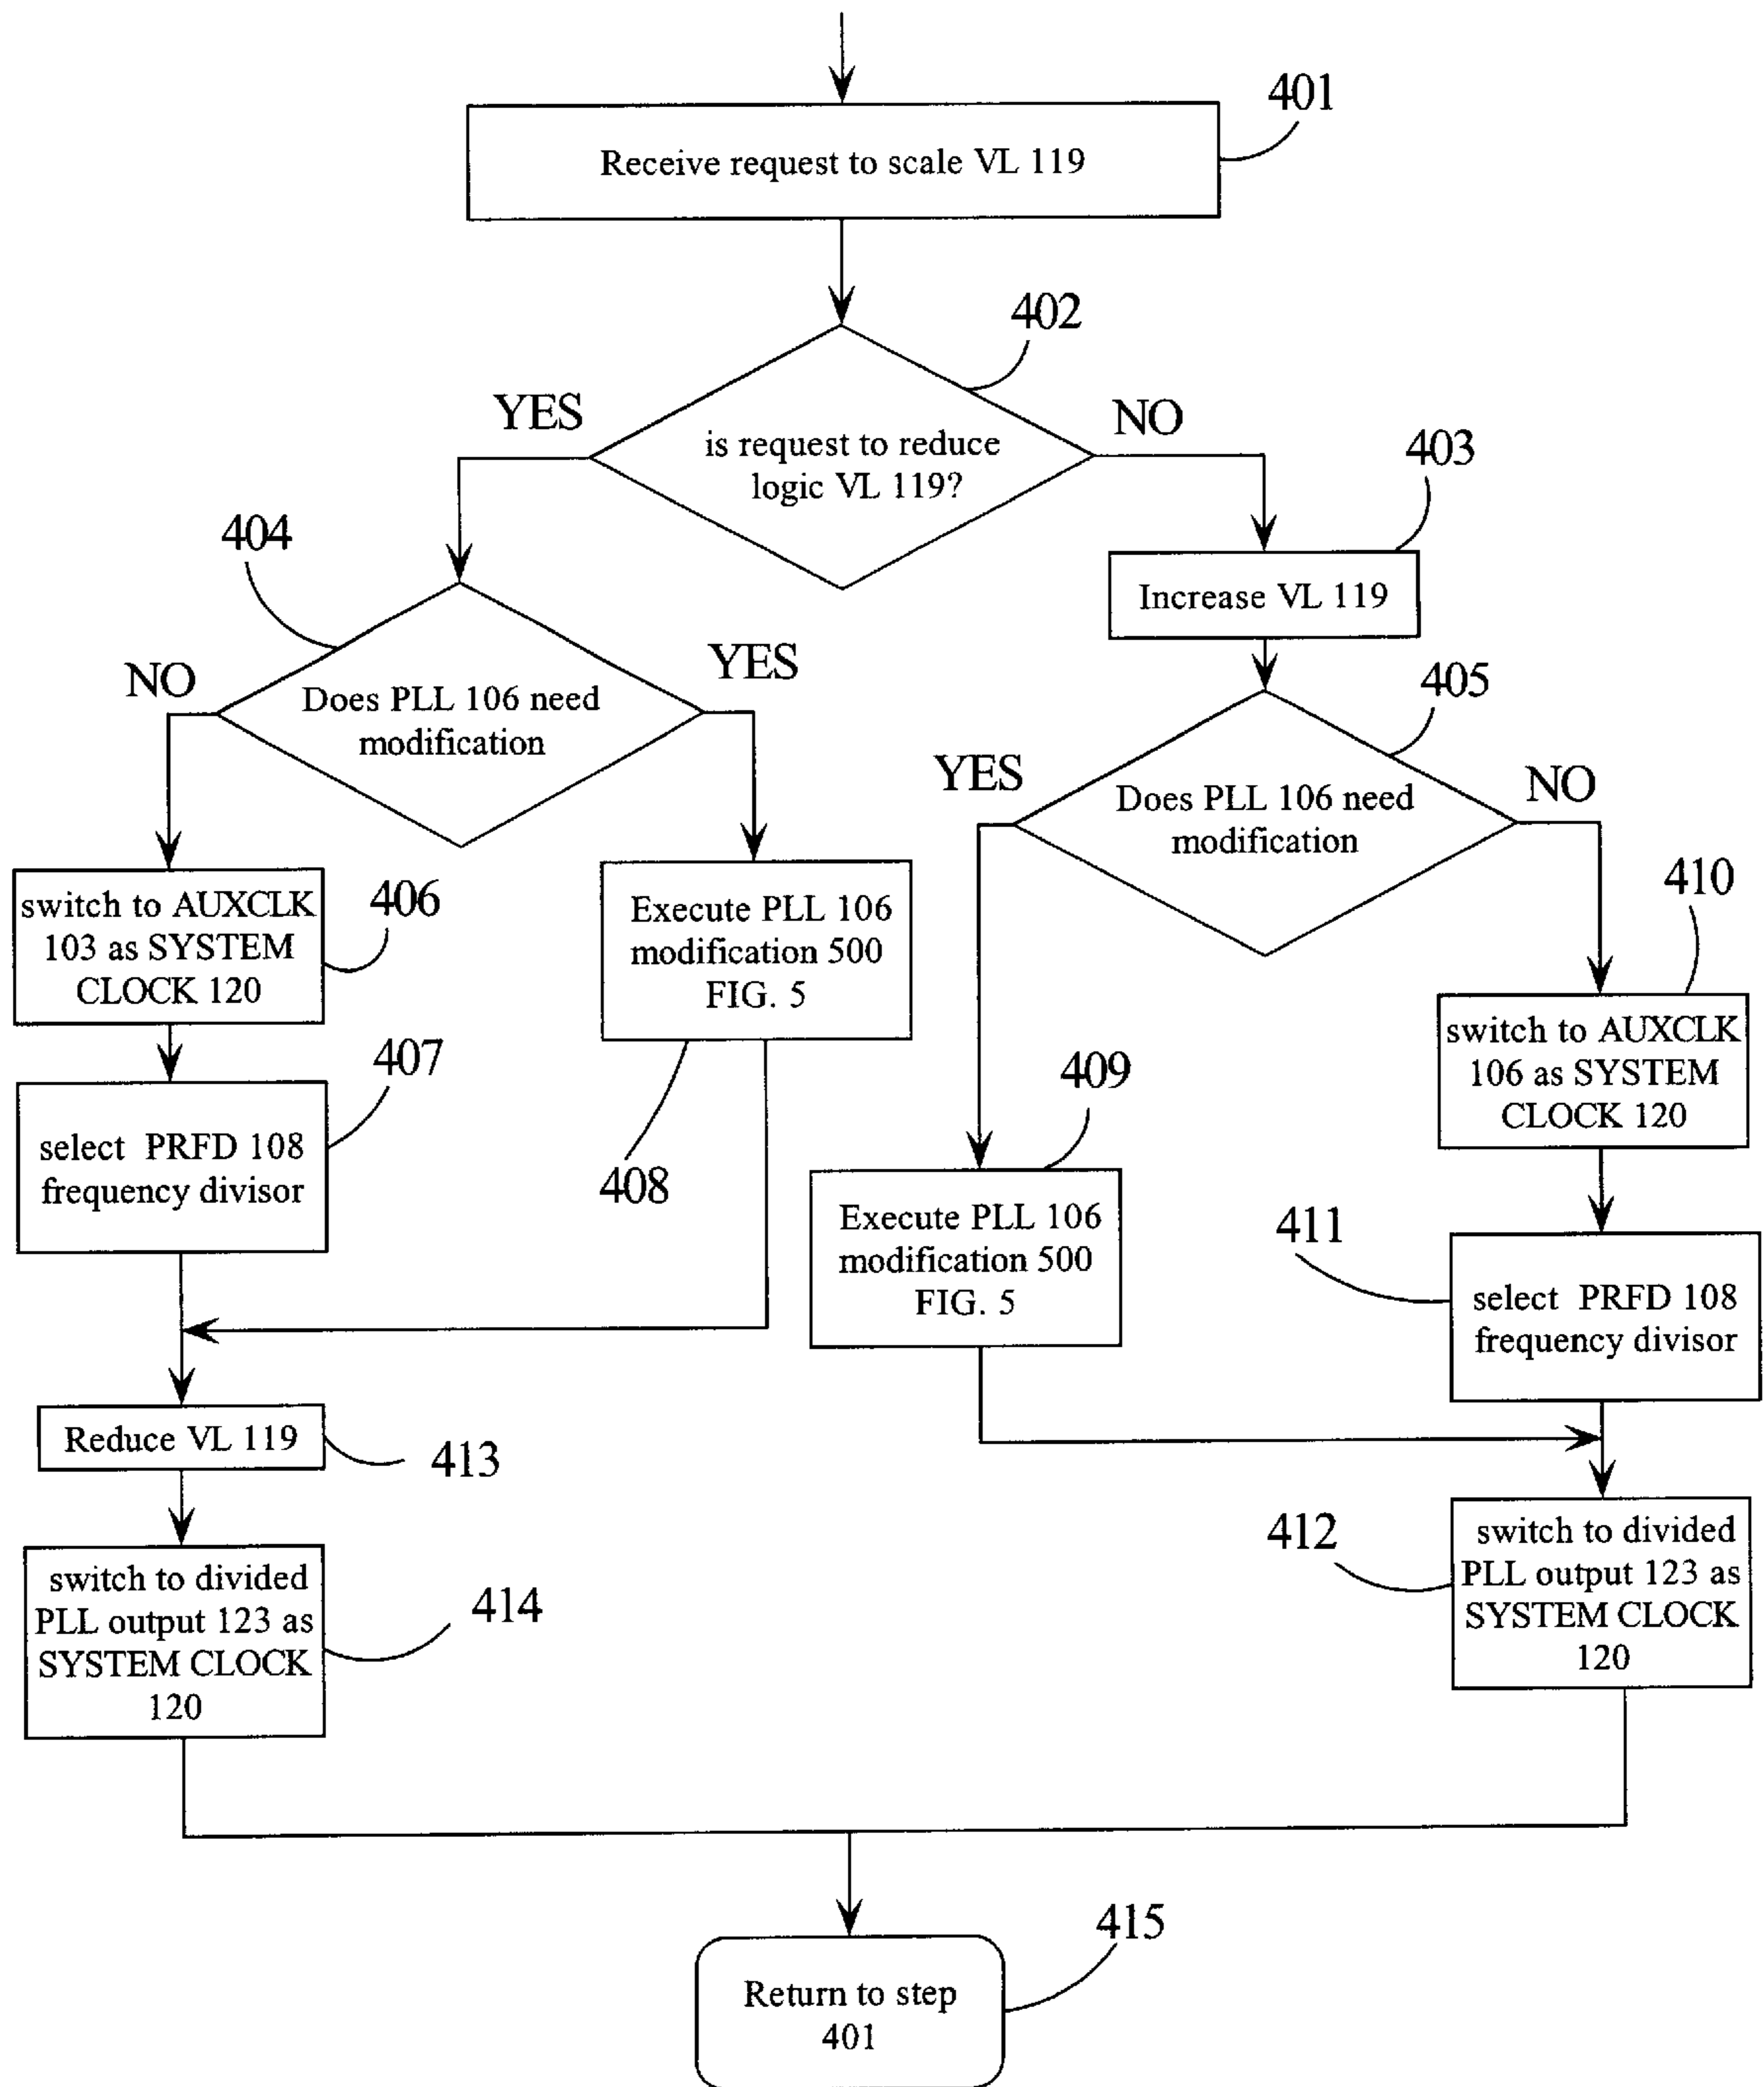 401
Receive request to scale VL 119
402
YES
NO
is request to reduce
logic VL 119?
403
404
Increase VL 119
NO
YES
Does PLL 106 need
modification
405
YES
NO
Does PLL 106 need
modification
switch to AUXCLK
103 as SYSTEM
CLOCK 120
406
Execute PLL 106
modification 500
FIG. 5
410
switch to AUXCLK
106 as SYSTEM
CLOCK 120
407
select PRFD 108
frequency divisor
408
409
Execute PLL 106
modification 500
FIG. 5
411
select PRFD 108
frequency divisor
Reduce VL 119
413
412
switch to divided
PLL output 123 as
SYSTEM CLOCK
120
switch to divided
PLL output 123 as
SYSTEM CLOCK
120
414
415
Return to step
401